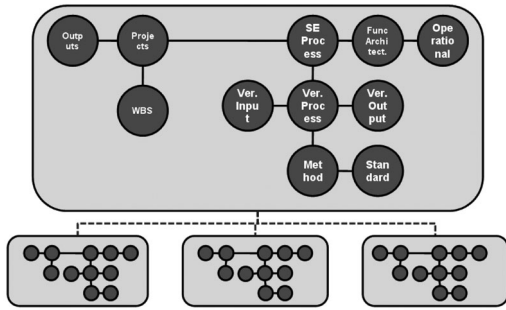 Outp
uts
Proje
cts
SE
Proc
ess
Func
Archi
tect.
Ope
ratio
nal
WBS
Ver.
Inpu
t
Ver.
Proc
ess
Ver.
Out
put
Met
hod
Stan
dard